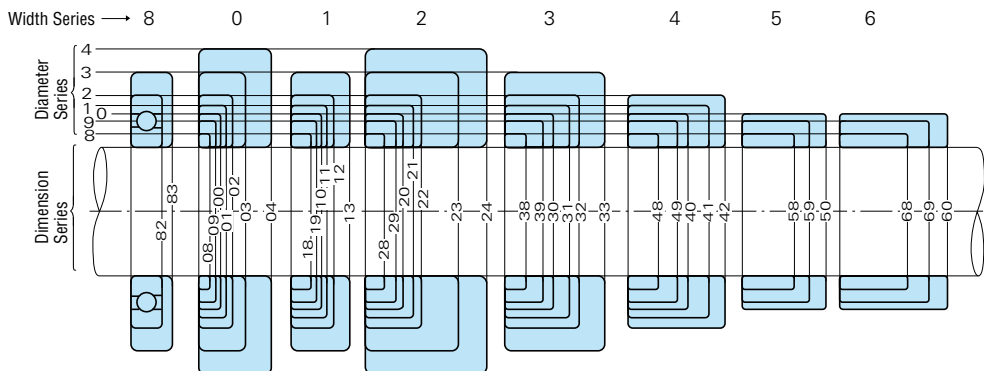 Width Series → 8 0 1 2 3 4 5 6
Diameter Series
4
3
2
1
0
9
8
Dimension Series
82 83
08 09 00 01 02 03 04
18 19 10 11 12 13
28 29 20 21 22 23 24
38 39 30 31 32 33
48 49 40 41 42
58 59 50
68 69 60